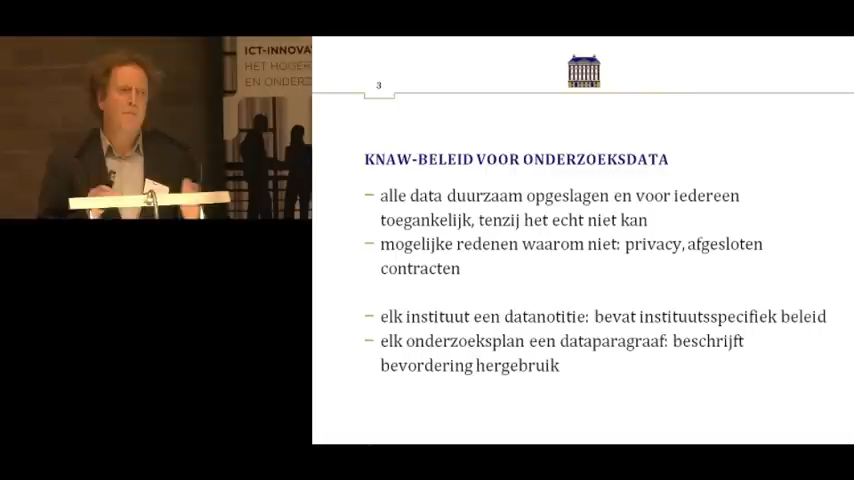 ICT-INNOVA
HET HOGER
EN ONDERZ
3
KNAW-BELEID VOOR ONDERZOEKSDATA
– alle data duurzaam opgeslagen en voor iedereen
toegankelijk, tenzij het echt niet kan
– mogelijke redenen waarom niet: privacy, afgesloten
contracten
– elk instituut een datanotitie: bevat instituutsspecifiek beleid
– elk onderzoeksplan een dataparagraaf: beschrijft
bevordering hergebruik